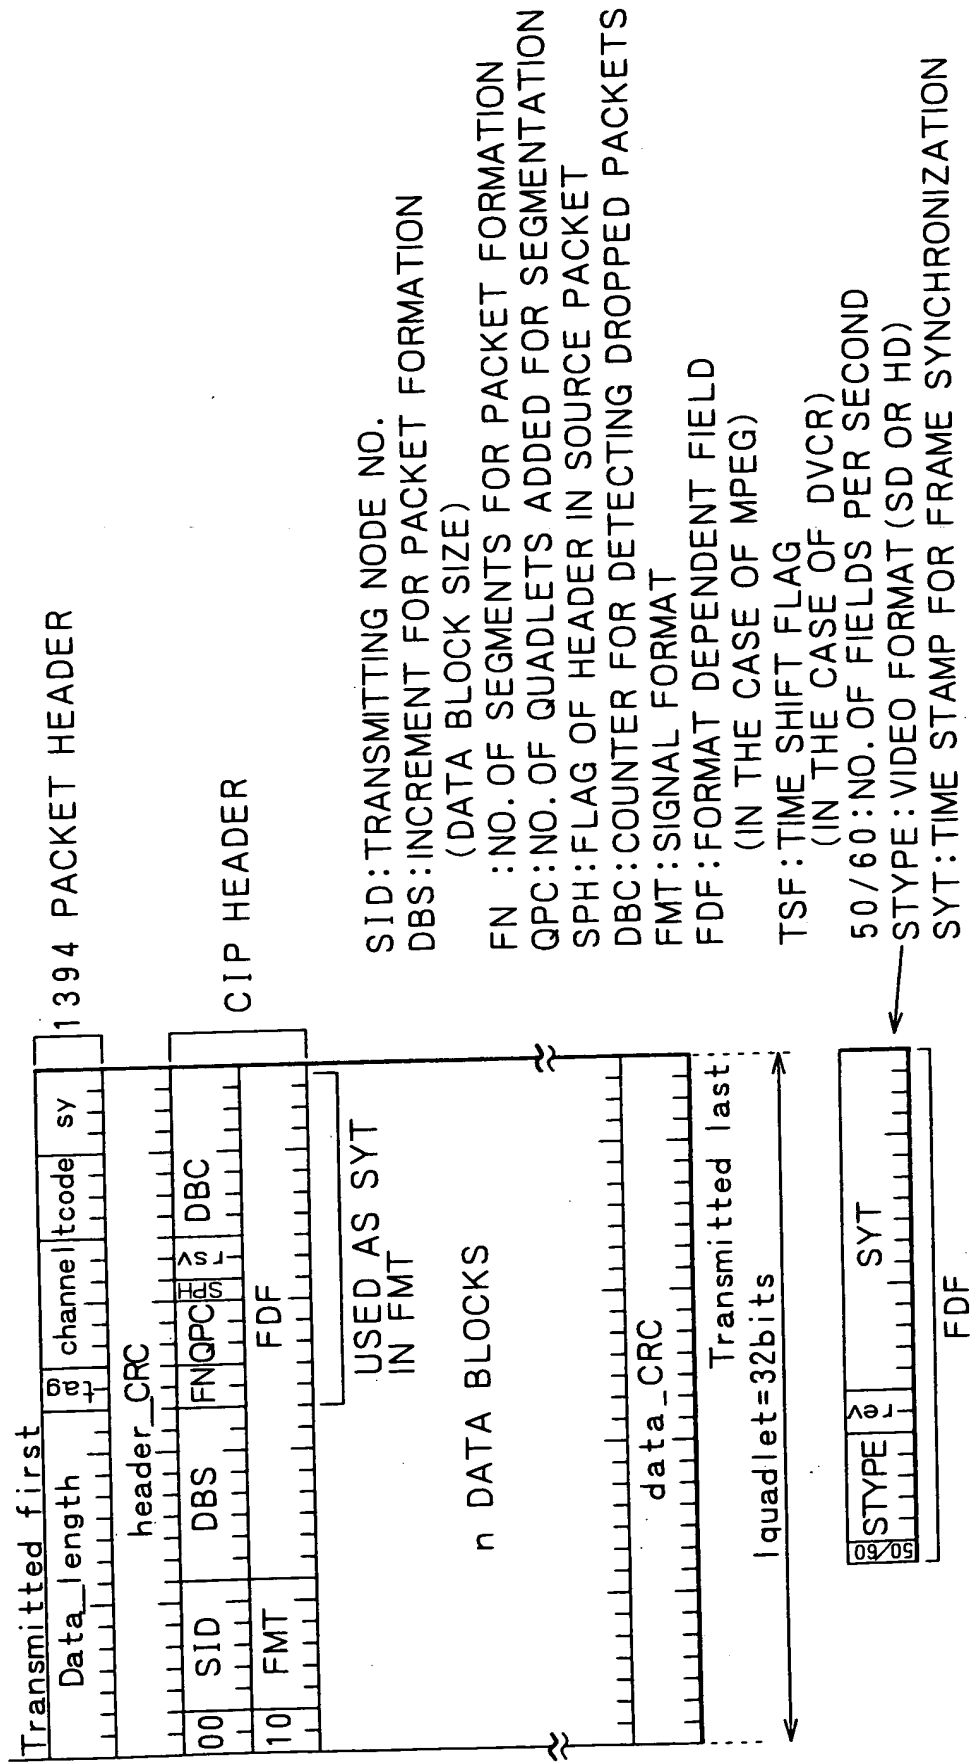 Transmitted first
Data_length tag channel tcode sy
1394 PACKET HEADER
header_CRC
00 SID DBS FN QPC SPH rsv DBC
10 FMT FDF
CIP HEADER
USED AS SYT
IN FMT
n DATA BLOCKS
data_CRC
Transmitted last
1quadlet=32bits
50/60 STYPE rev SYT
FDF
SID:TRANSMITTING NODE NO.
DBS:INCREMENT FOR PACKET FORMATION
(DATA BLOCK SIZE)
FN :NO.OF SEGMENTS FOR PACKET FORMATION
QPC:NO.OF QUADLETS ADDED FOR SEGMENTATION
SPH:FLAG OF HEADER IN SOURCE PACKET
DBC:COUNTER FOR DETECTING DROPPED PACKETS
FMT:SIGNAL FORMAT
FDF:FORMAT DEPENDENT FIELD
(IN THE CASE OF MPEG)
TSF:TIME SHIFT FLAG
(IN THE CASE OF DVCR)
50/60:NO.OF FIELDS PER SECOND
STYPE:VIDEO FORMAT(SD OR HD)
SYT:TIME STAMP FOR FRAME SYNCHRONIZATION